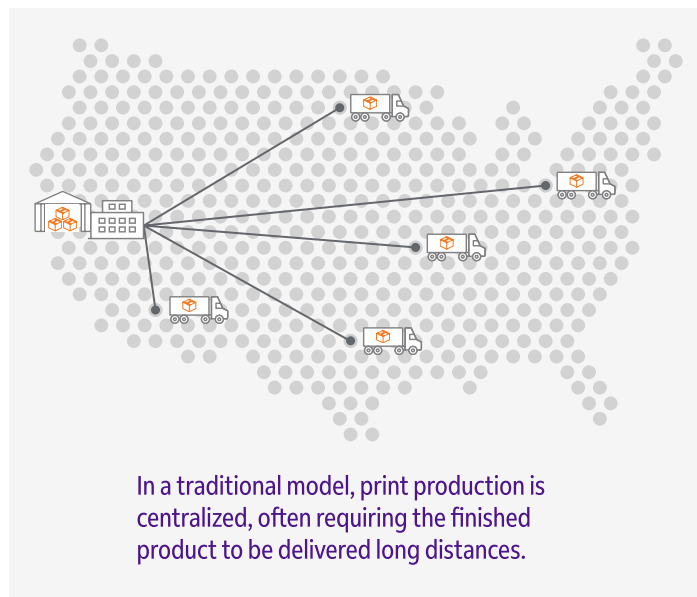 In a traditional model, print production is
centralized, often requiring the finished
product to be delivered long distances.